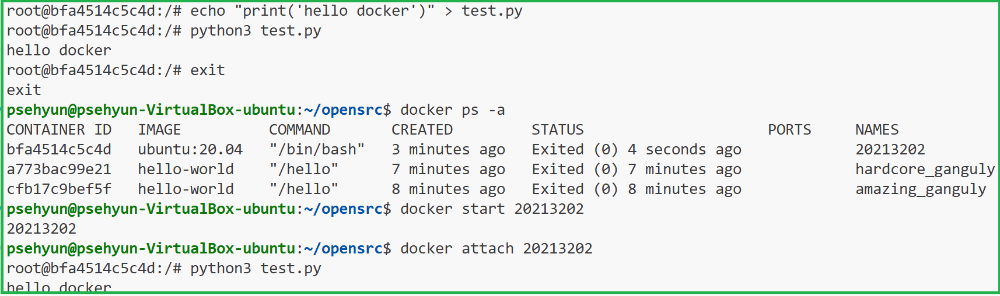 root@bfa4514c5c4d:/# echo "print('hello docker')" > test.py
root@bfa4514c5c4d:/# python3 test.py
hello docker
root@bfa4514c5c4d:/# exit
exit
psehyun@psehyun-VirtualBox-ubuntu:~/opensrc$ docker ps -a
CONTAINER ID   IMAGE          COMMAND       CREATED         STATUS                     PORTS     NAMES
bfa4514c5c4d   ubuntu:20.04   "/bin/bash"   3 minutes ago   Exited (0) 4 seconds ago             20213202
a773bac99e21   hello-world    "/hello"      7 minutes ago   Exited (0) 7 minutes ago             hardcore_ganguly
cfb17c9bef5f   hello-world    "/hello"      8 minutes ago   Exited (0) 8 minutes ago             amazing_ganguly
psehyun@psehyun-VirtualBox-ubuntu:~/opensrc$ docker start 20213202
20213202
psehyun@psehyun-VirtualBox-ubuntu:~/opensrc$ docker attach 20213202
root@bfa4514c5c4d:/# python3 test.py
hello docker